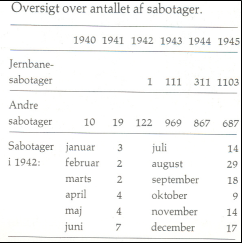 Oversigt over antallet af sabotager.
1940 1941 1942 1943 1944 1945
Jernbane-
sabotager 1 111 311 1103
Andre
sabotager 10 19 122 969 867 687
Sabotager januar 3 juli 14
i 1942: februar 2 august 29
marts 2 september 18
april 4 oktober 9
maj 4 november 14
juni 7 december 17